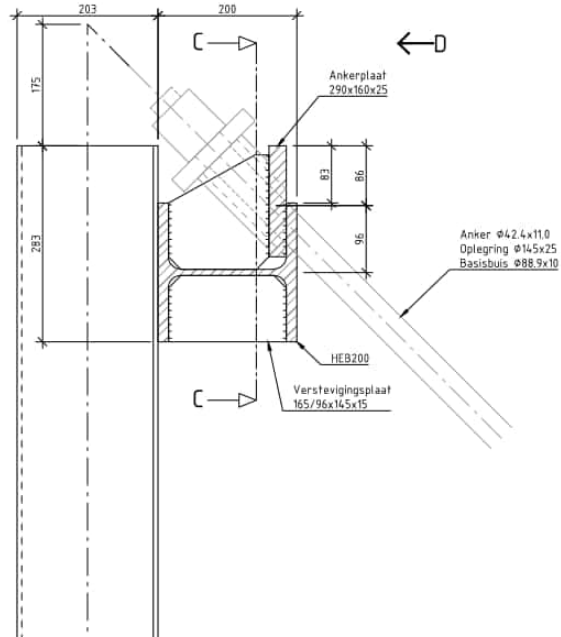 203
200
C
D
Ankerplaat
290x160x25
175
83
86
283
96
Anker Ø42.4x11,0
Oplegring Ø145x25
Basisbuis Ø88,9x10
HEB200
Verstevigingsplaat
165/96x145x15
C